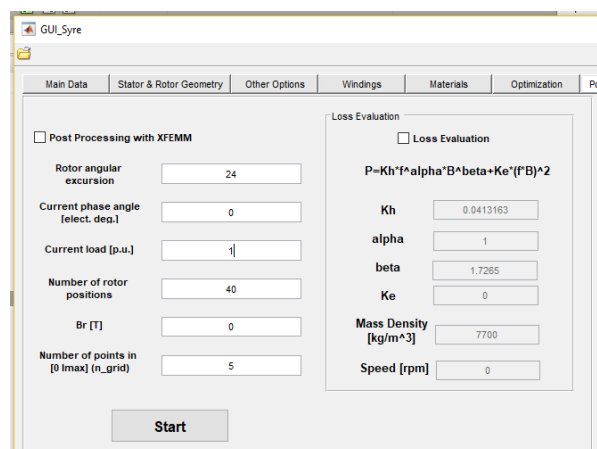 GUI_Syre
Main Data
Stator & Rotor Geometry
Other Options
Windings
Materials
Optimization
Post Processing with XFEMM
Rotor angular
excursion
24
Current phase angle
[elect. deg.]
0
Current load [p.u.]
1
Number of rotor
positions
40
Br [T]
0
Number of points in
[0 Imax] (n_grid)
5
Start
Loss Evaluation
Loss Evaluation
P=Kh*f^alpha*B^beta+Ke*(f*B)^2
Kh
0.0413163
alpha
1
beta
1.7265
Ke
0
Mass Density
[kg/m^3]
7700
Speed [rpm]
0